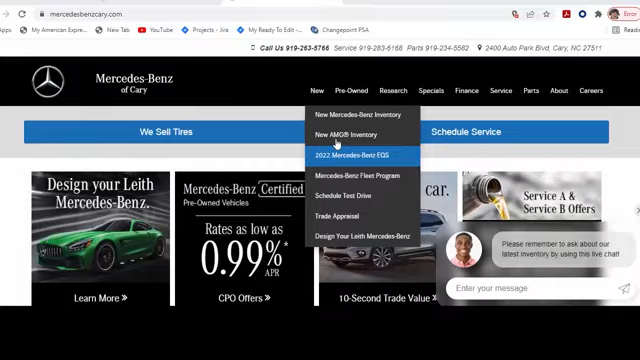 mercedesbenzcary.com
Error
My American Expre...
New Tab
YouTube
Projects - Jira
My Ready To Edit -...
Changepoint PSA
Readin
Call Us 919-263-5766 Service 919-283-6168 Parts 919-234-5582 2400 Auto Park Blvd, Cary, NC 27511
Mercedes-Benz
of Cary
New Pre-Owned Research Specials Finance Service Parts About Careers
New Mercedes-Benz Inventory
New AMG® Inventory
2022 Mercedes-Benz EQS
Mercedes-Benz Fleet Program
Schedule Test Drive
Trade Appraisal
Design Your Leith Mercedes-Benz
We Sell Tires
Schedule Service
Design your Leith
Mercedes-Benz.
Learn More »
Mercedes-Benz Certified
Pre-Owned Vehicles
Rates as low as
0.99%*
APR
CPO Offers »
car.
10-Second Trade Value »
Service A &
Service B Offers
Please remember to ask about our
latest inventory by using this live chat!
Enter your message